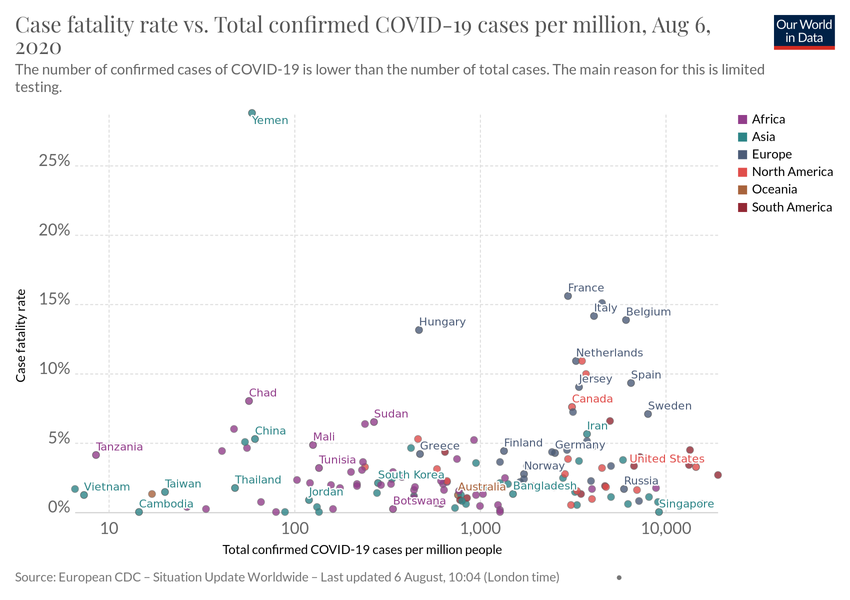 Case fatality rate vs. Total confirmed COVID-19 cases per million, Aug 6,
2020
Our World
in Data
The number of confirmed cases of COVID-19 is lower than the number of total cases. The main reason for this is limited
testing.
Yemen
Africa
Asia
Europe
North America
Oceania
South America
25%
20%
15%
10%
5%
0%
Case fatality rate
France
Italy
Belgium
Hungary
Netherlands
Jersey
Spain
Chad
Canada
Sweden
Sudan
China
Iran
Tanzania
Mali
Greece
Finland
Germany
Tunisia
United States
Norway
South Korea
Vietnam
Taiwan
Thailand
Jordan
Australia
Bangladesh
Russia
Cambodia
Botswana
Singapore
10
100
1,000
10,000
Total confirmed COVID-19 cases per million people
Source: European CDC – Situation Update Worldwide – Last updated 6 August, 10:04 (London time)